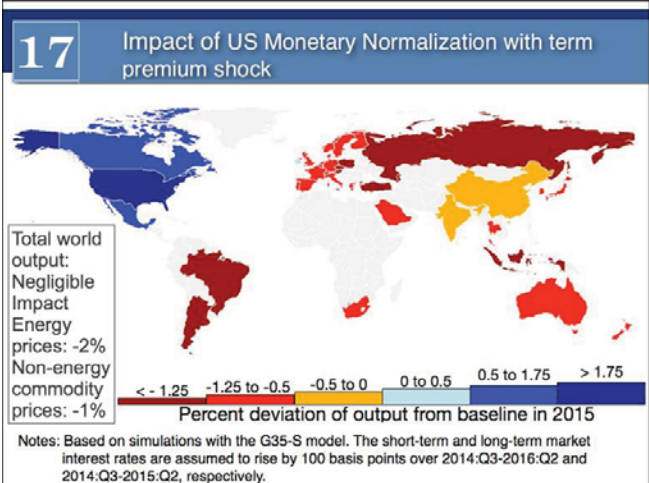 17
Impact of US Monetary Normalization with term
premium shock
Total world
output:
Negligible
Impact
Energy
prices: -2%
Non-energy
commodity
prices: -1%
< - 1.25
-1.25 to -0.5
-0.5 to 0
0 to 0.5
0.5 to 1.75
> 1.75
Percent deviation of output from baseline in 2015
Notes: Based on simulations with the G35-S model. The short-term and long-term market
interest rates are assumed to rise by 100 basis points over 2014:Q3-2016:Q2 and
2014:Q3-2015:Q2, respectively.